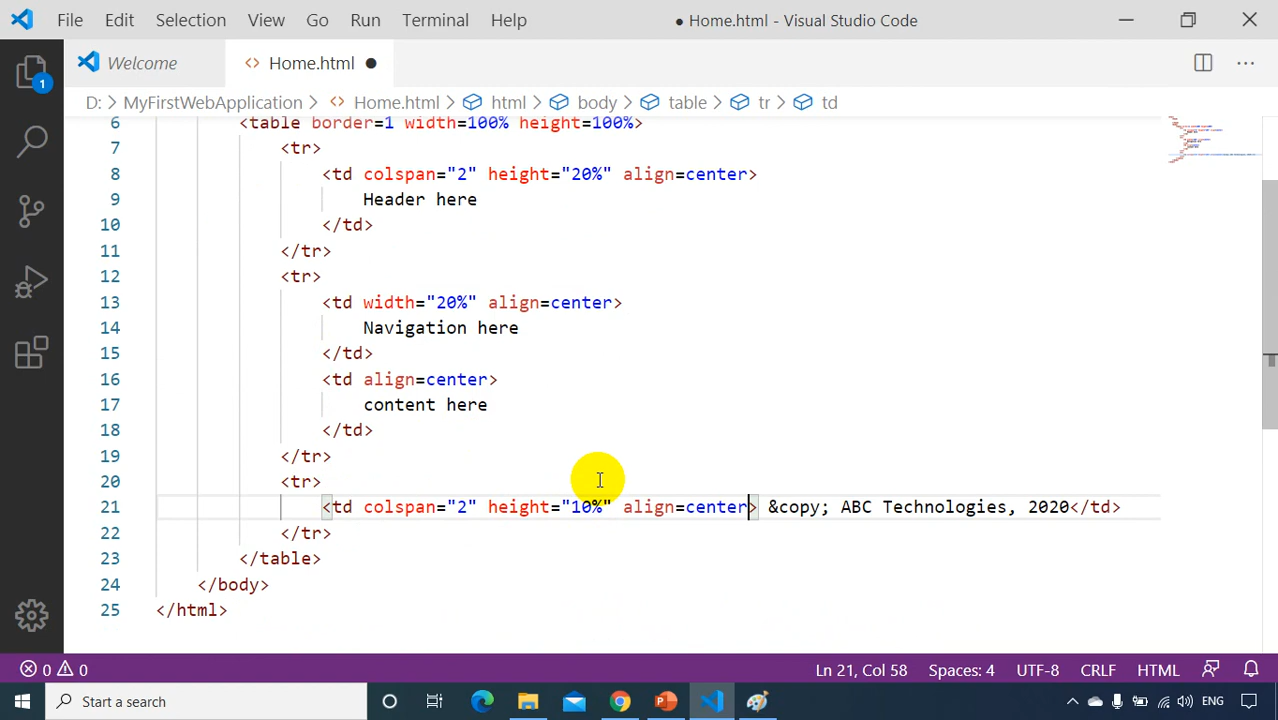 File Edit Selection View Go Run Terminal Help ● Home.html - Visual Studio Code
Welcome <> Home.html ●
D: > MyFirstWebApplication > <> Home.html > html > body > table > tr > td
1
6 <table border=1 width=100% height=100%>
7 <tr>
8 <td colspan="2" height="20%" align=center>
9 Header here
10 </td>
11 </tr>
12 <tr>
13 <td width="20%" align=center>
14 Navigation here
15 </td>
16 <td align=center>
17 content here
18 </td>
19 </tr>
20 <tr>
21 <td colspan="2" height="10%" align=center> &copy; ABC Technologies, 2020</td>
22 </tr>
23 </table>
24 </body>
25 </html>
0 0 Ln 21, Col 58 Spaces: 4 UTF-8 CRLF HTML
Start a search ENG